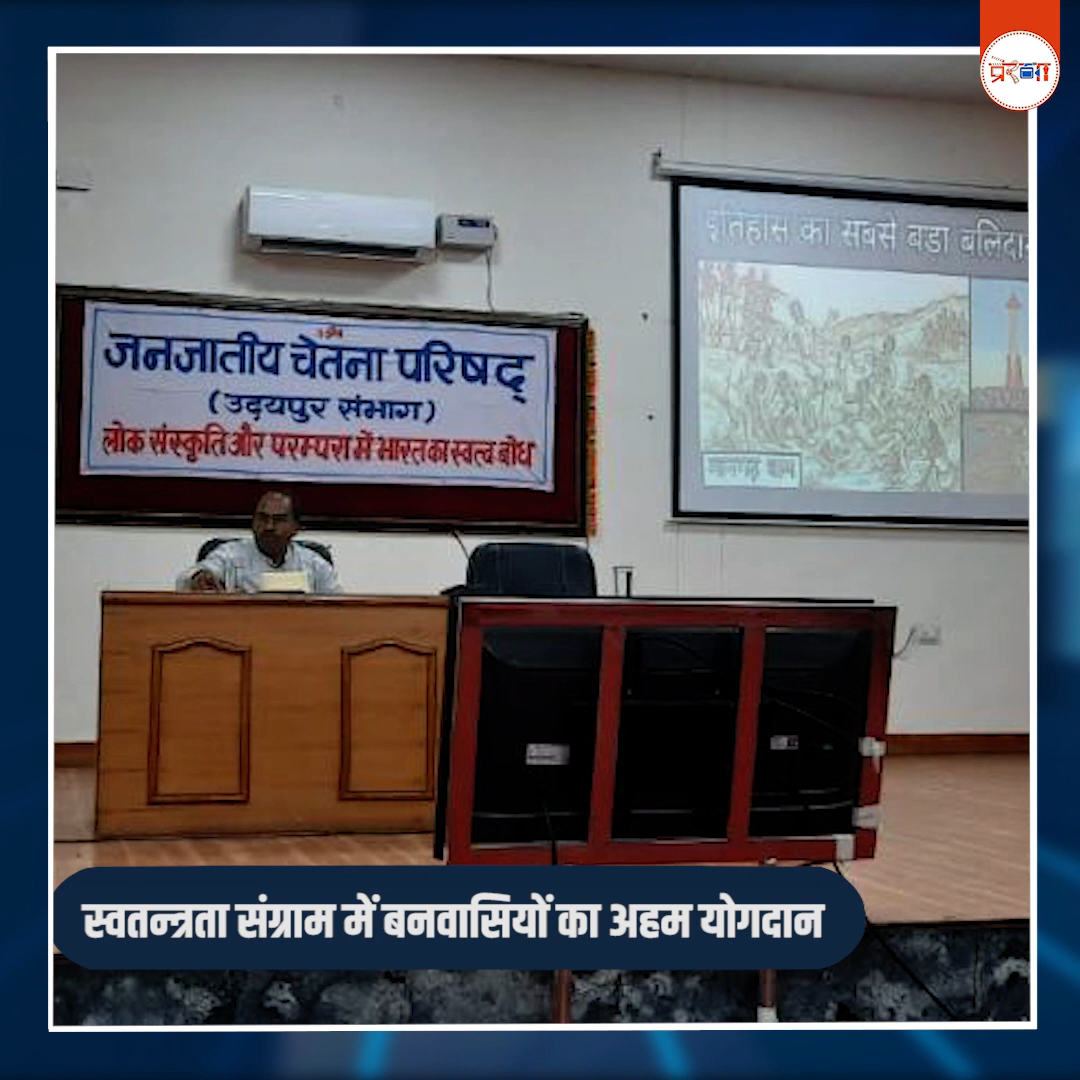 प्रेरणा
इतिहास का सबसे बडा
ॐ
जनजातीय चेतना परिषद्
(उदयपुर संभाग)
लोक संस्कृति और परम्परा में भारत का स्वत्व बोध
स्वतन्त्रता संग्राम में बनवासियों का अहम योगदान